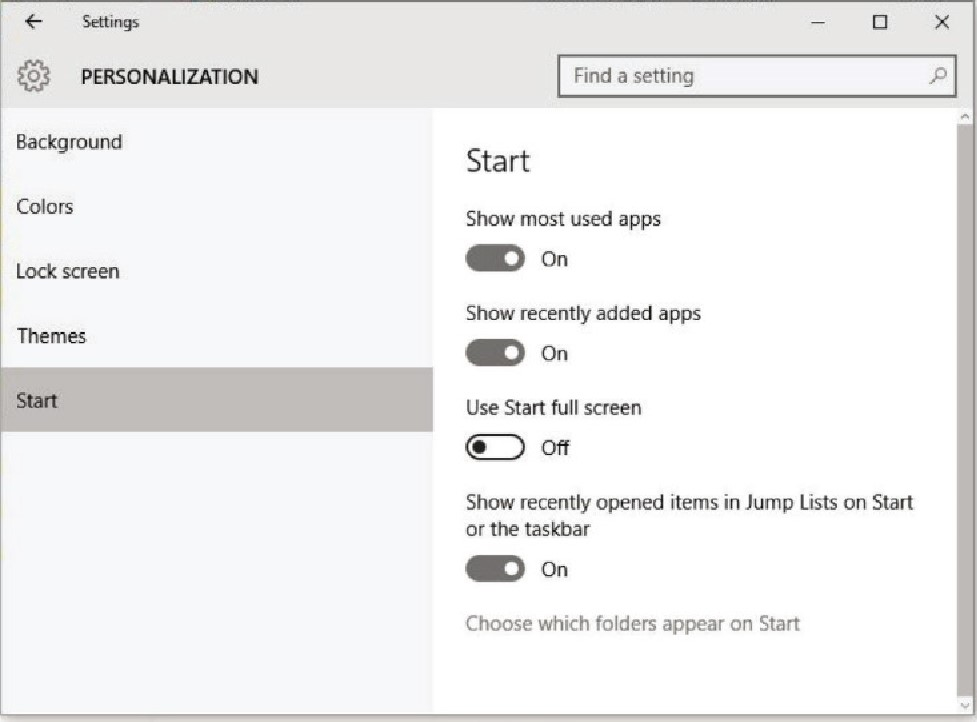 Settings
PERSONALIZATION
Find a setting
Background
Colors
Lock screen
Themes
Start
Start
Show most used apps
On
Show recently added apps
On
Use Start full screen
Off
Show recently opened items in Jump Lists on Start
or the taskbar
On
Choose which folders appear on Start